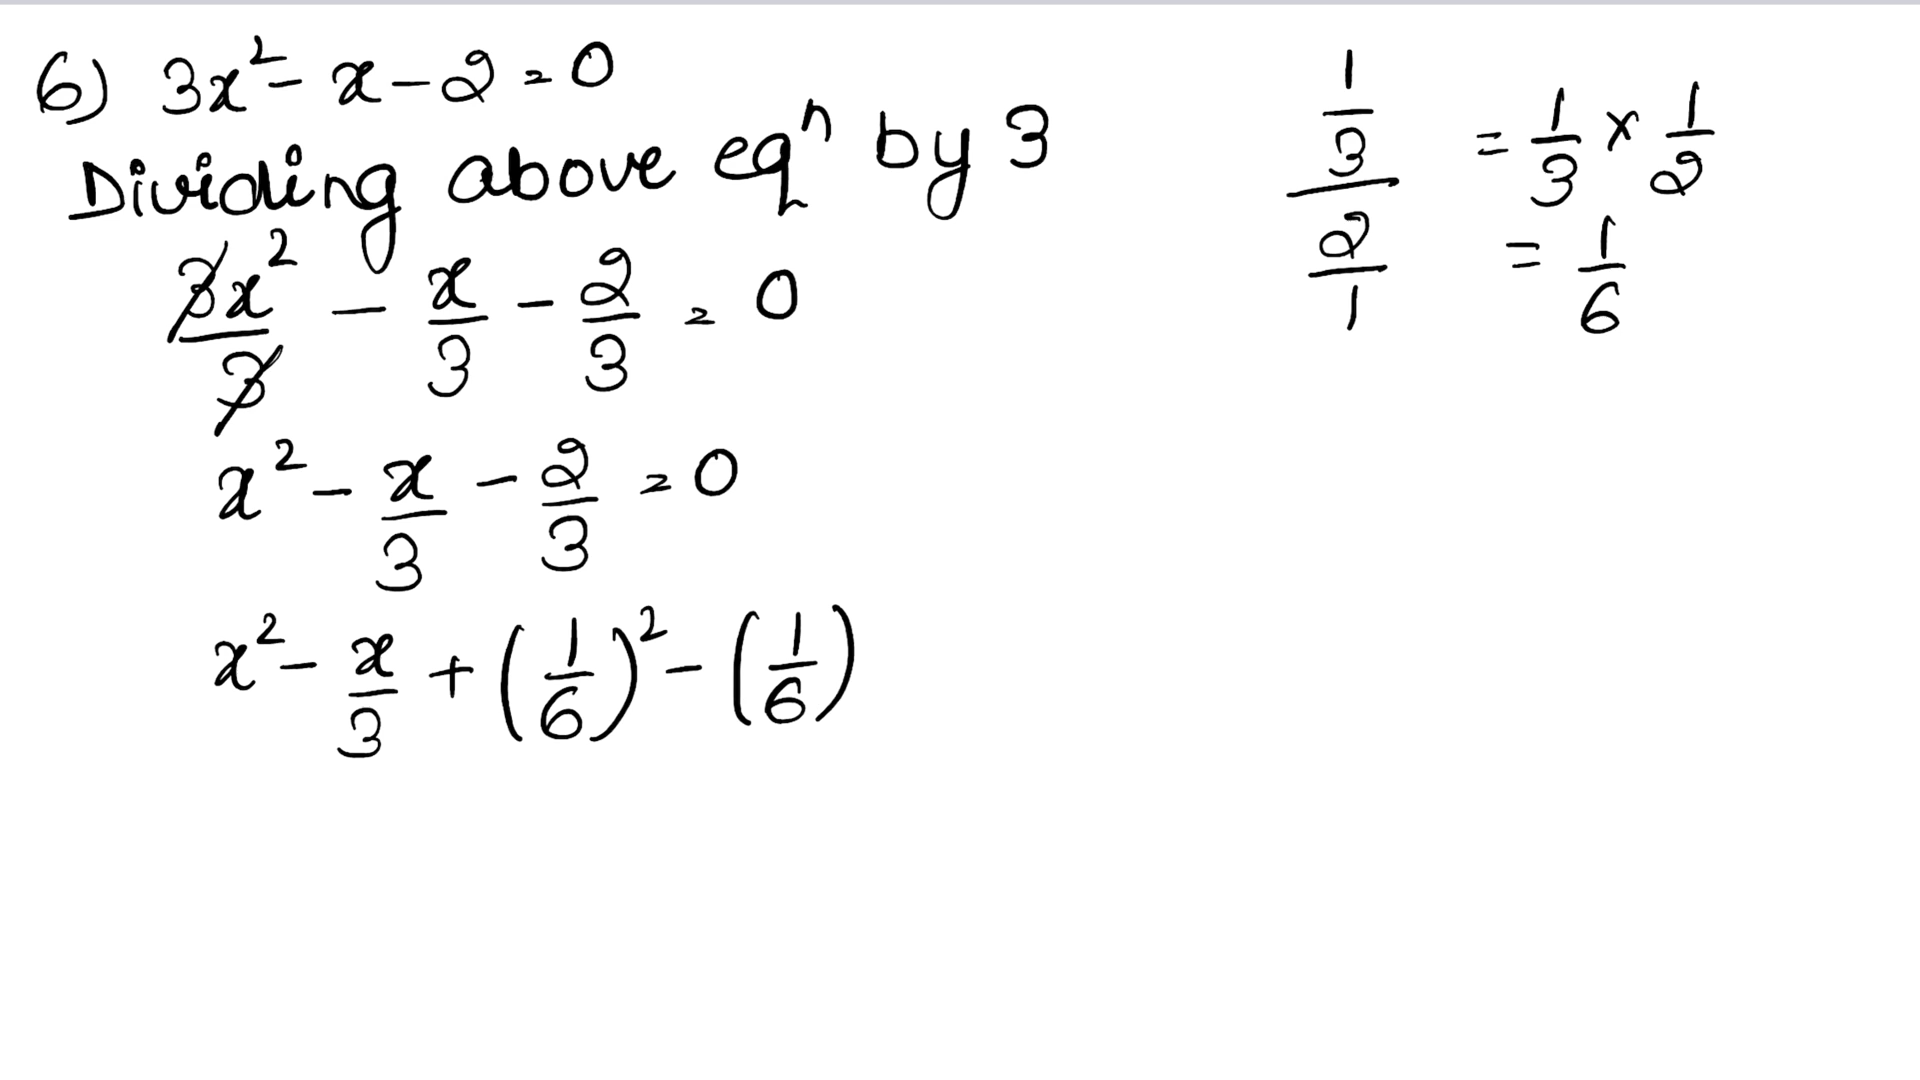 6) 3x² - x - 2 = 0
Dividing above eqⁿ by 3
3x²/3 - x/3 - 2/3 = 0
x² - x/3 - 2/3 = 0
x² - x/3 + (1/6)² - (1/6)
(1/3)/(2/1) = 1/3 × 1/2
= 1/6